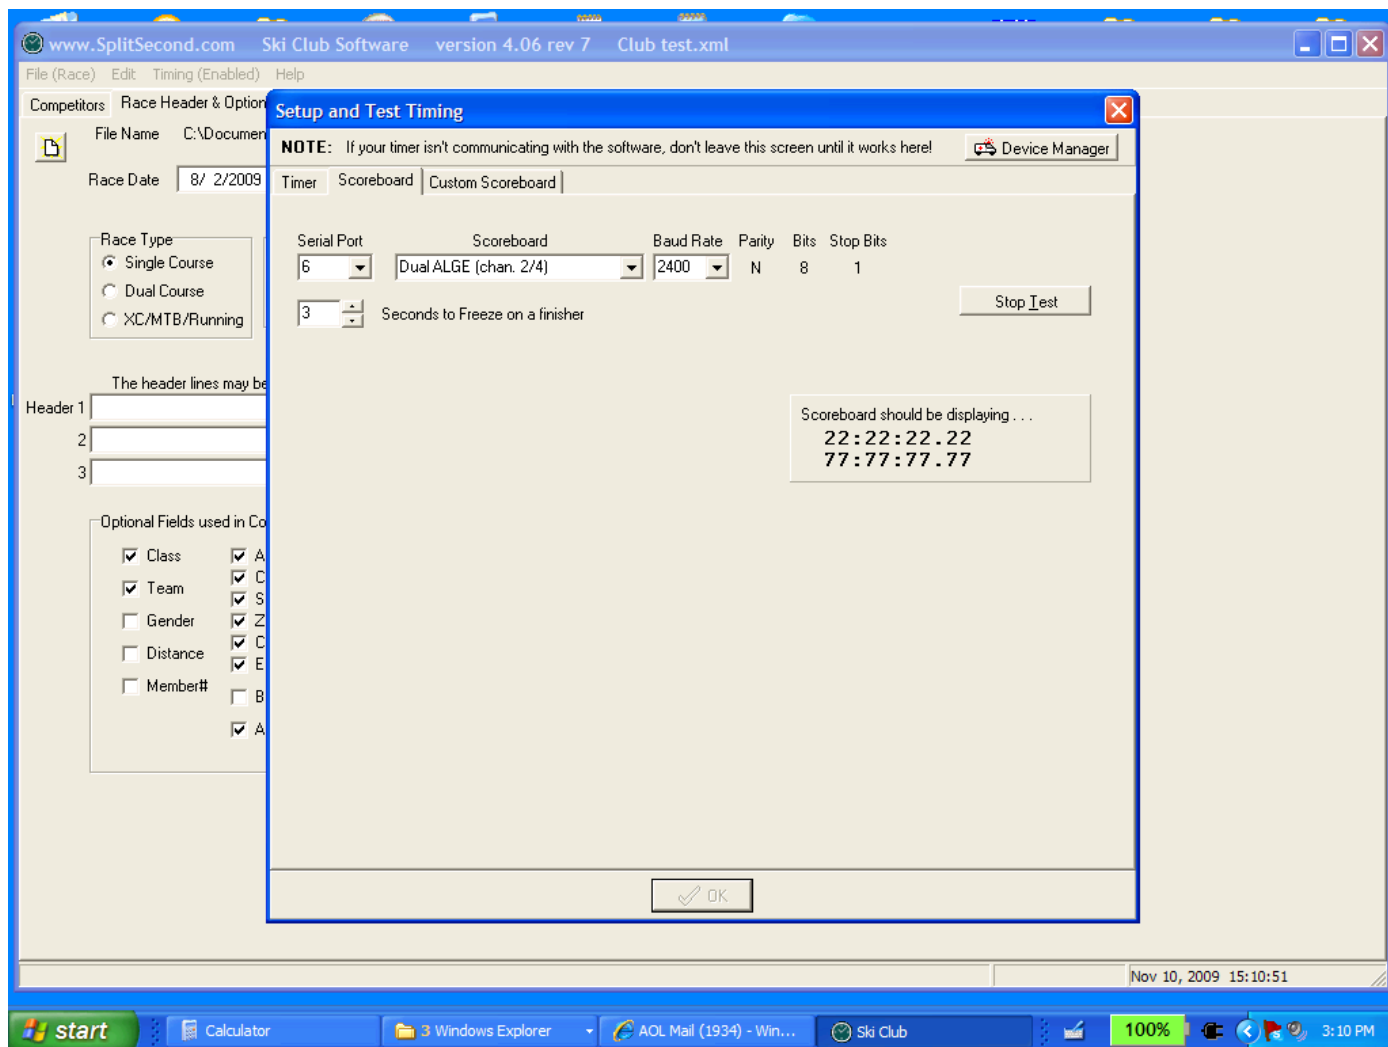 www.SplitSecond.com Ski Club Software version 4.06 rev 7 Club test.xml
File (Race) Edit Timing (Enabled) Help
Competitors Race Header & Option
File Name C:\Documen
Race Date 8/ 2/2009
Race Type
Single Course
Dual Course
XC/MTB/Running
The header lines may be
Header 1
2
3
Optional Fields used in Co
Class A
C
Team S
Gender Z
C
Distance E
Member# B
A
Setup and Test Timing
NOTE: If your timer isn't communicating with the software, don't leave this screen until it works here! Device Manager
Timer Scoreboard Custom Scoreboard
Serial Port Scoreboard Baud Rate Parity Bits Stop Bits
6 Dual ALGE (chan. 2/4) 2400 N 8 1
3 Seconds to Freeze on a finisher
Stop Test
Scoreboard should be displaying . . .
22:22:22.22
77:77:77.77
OK
Nov 10, 2009 15:10:51
start Calculator 3 Windows Explorer AOL Mail (1934) - Win... Ski Club 100% 3:10 PM